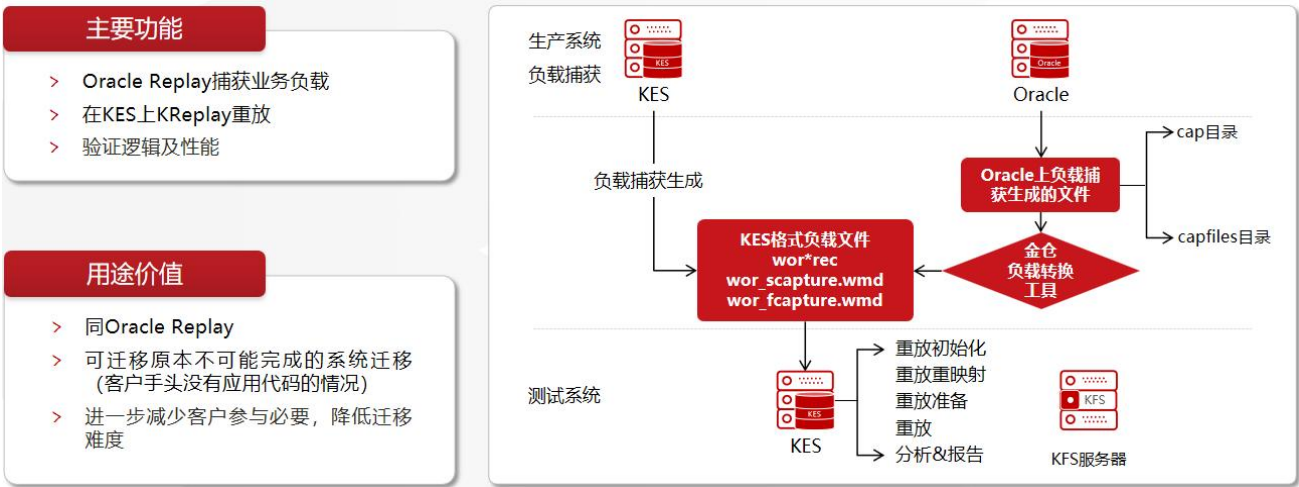 主要功能
> Oracle Replay捕获业务负载
> 在KES上KReplay重放
> 验证逻辑及性能
用途价值
> 同Oracle Replay
> 可迁移原本不可能完成的系统迁移
（客户手头没有应用代码的情况）
> 进一步减少客户参与必要，降低迁移
难度
生产系统
负载捕获
KES
KES
Oracle
Oracle
负载捕获生成
Oracle上负载捕
获生成的文件
cap目录
capfiles目录
金仓
负载转换
工具
KES格式负载文件
wor*rec
wor_scapture.wmd
wor_fcapture.wmd
测试系统
KES
KES
重放初始化
重放重映射
重放准备
重放
分析&报告
KFS
KFS服务器